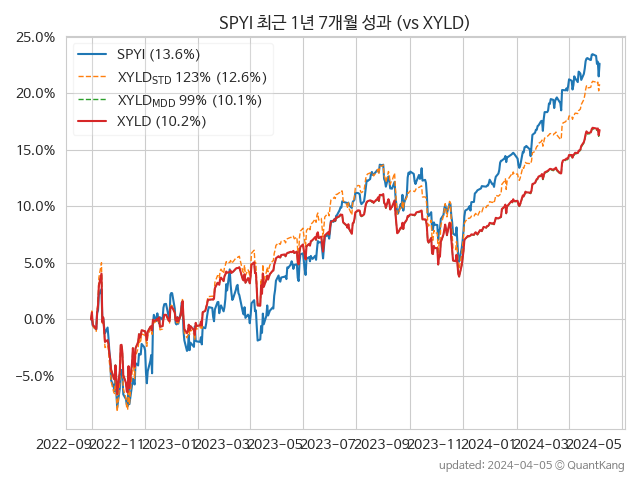 SPYI 최근 1년 7개월 성과 (vs XYLD)
SPYI (13.6%)
XYLD_STD 123% (12.6%)
XYLD_MDD 99% (10.1%)
XYLD (10.2%)
25.0%
20.0%
15.0%
10.0%
5.0%
0.0%
−5.0%
2022-09 2022-11 2023-01 2023-03 2023-05 2023-07 2023-09 2023-11 2024-01 2024-03 2024-05
updated: 2024-04-05 © QuantKang